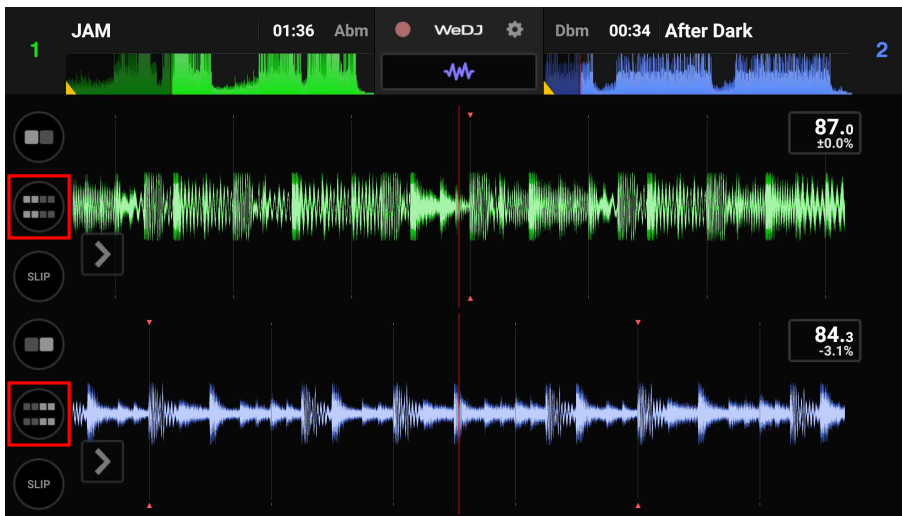 1
JAM 01:36 Abm
WeDJ
Dbm 00:34 After Dark
2
87.0
±0.0%
SLIP
84.3
-3.1%
SLIP